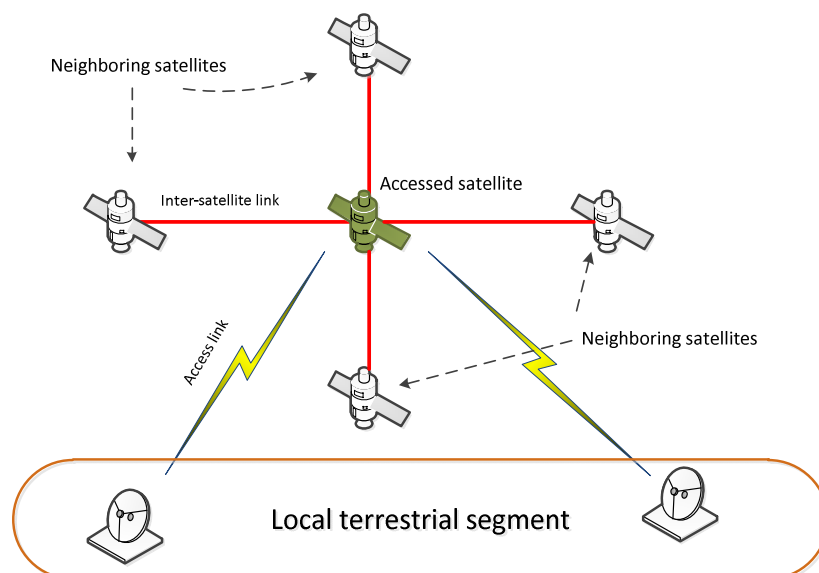 Neighboring satellites
Accessed satellite
Inter-satellite link
Access link
Neighboring satellites
Local terrestrial segment